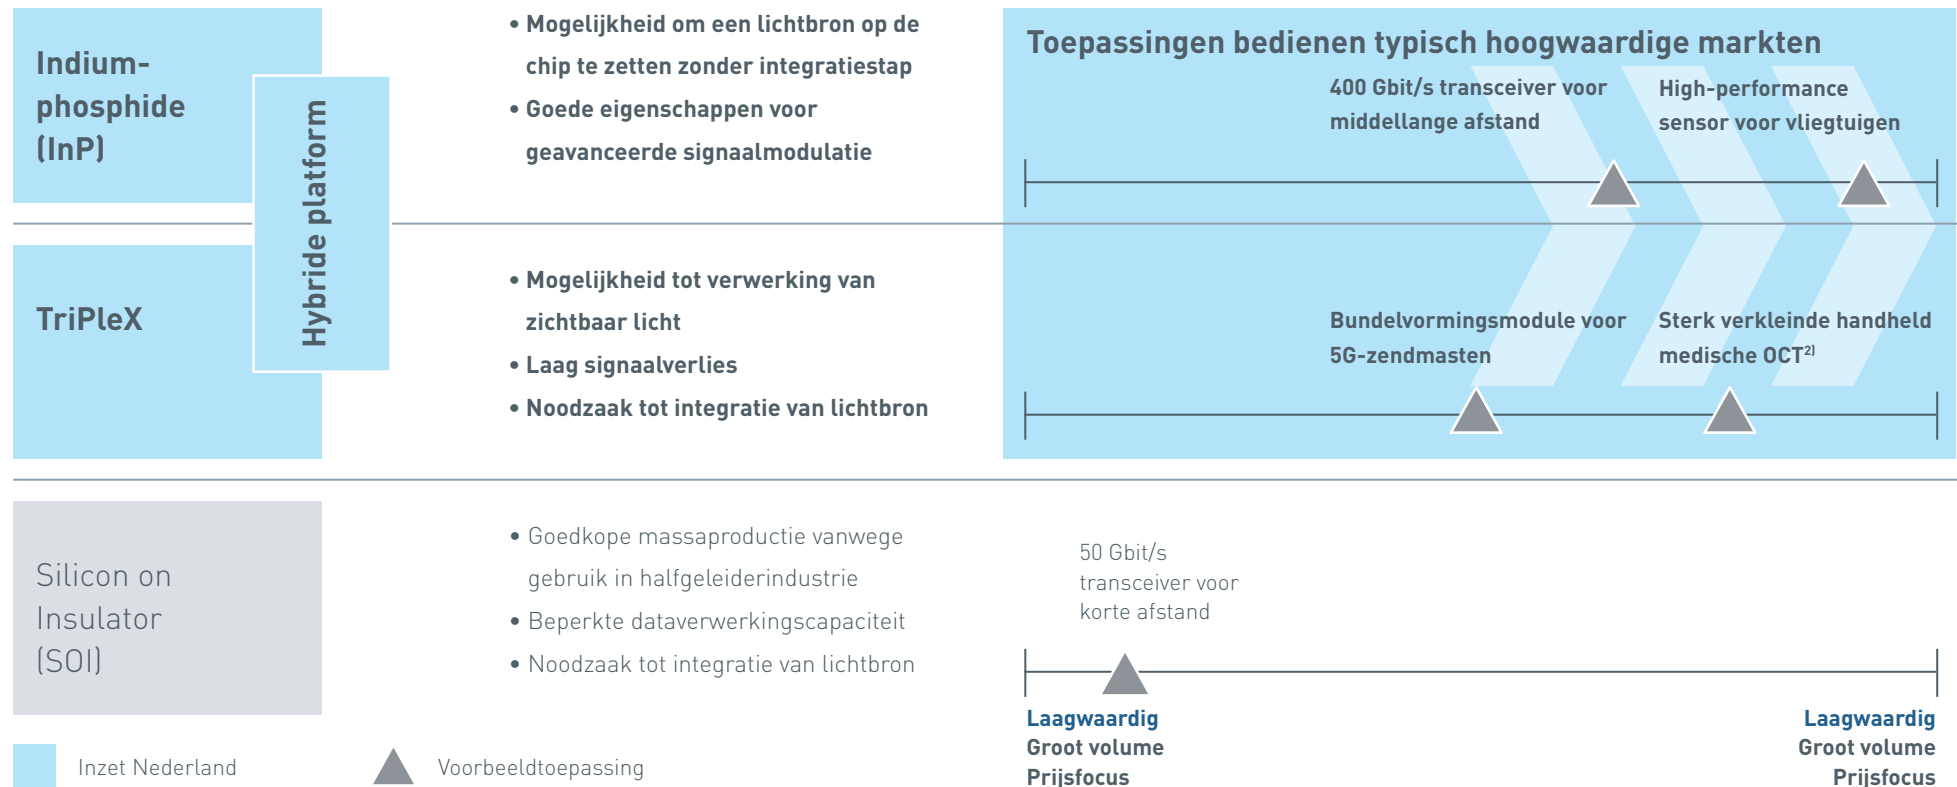 Indium-
phosphide
(InP)
Hybride platform
• Mogelijkheid om een lichtbron op de
chip te zetten zonder integratiestap
• Goede eigenschappen voor
geavanceerde signaalmodulatie
Toepassingen bedienen typisch hoogwaardige markten
400 Gbit/s transceiver voor
middellange afstand
High-performance
sensor voor vliegtuigen
TriPleX
• Mogelijkheid tot verwerking van
zichtbaar licht
• Laag signaalverlies
• Noodzaak tot integratie van lichtbron
Bundelvormingsmodule voor
5G-zendmasten
Sterk verkleinde handheld
medische OCT²⁾
Silicon on
Insulator
(SOI)
• Goedkope massaproductie vanwege
gebruik in halfgeleiderindustrie
• Beperkte dataverwerkingscapaciteit
• Noodzaak tot integratie van lichtbron
50 Gbit/s
transceiver voor
korte afstand
Laagwaardig
Groot volume
Prijsfocus
Laagwaardig
Groot volume
Prijsfocus
Inzet Nederland
Voorbeeldtoepassing